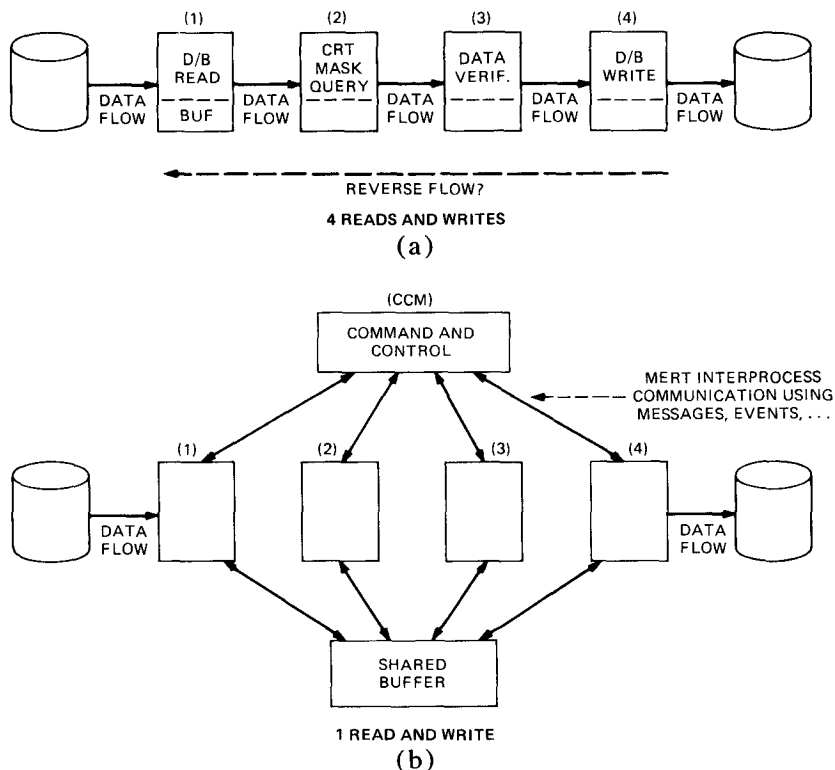 (1)
(2)
(3)
(4)
D/B
READ
BUF
CRT
MASK
QUERY
DATA
VERIF.
D/B
WRITE
DATA
FLOW
DATA
FLOW
DATA
FLOW
DATA
FLOW
DATA
FLOW
REVERSE FLOW?
4 READS AND WRITES
(a)
(CCM)
COMMAND AND
CONTROL
MERT INTERPROCESS
COMMUNICATION USING
MESSAGES, EVENTS, ...
(1)
(2)
(3)
(4)
DATA
FLOW
DATA
FLOW
SHARED
BUFFER
1 READ AND WRITE
(b)